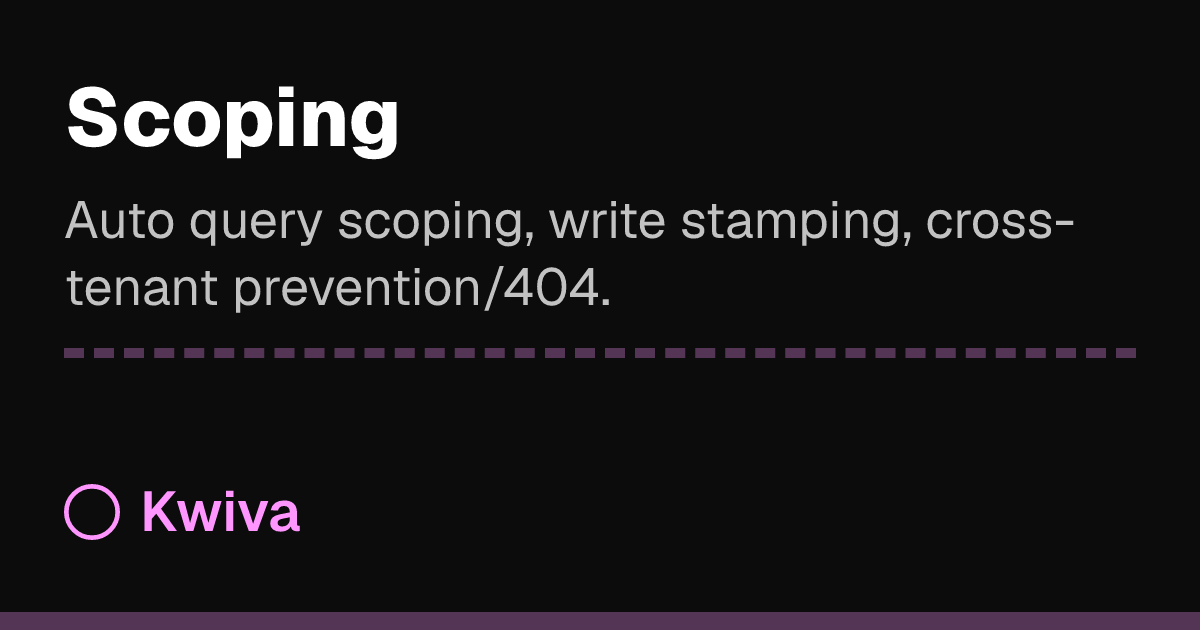 Scoping
Auto query scoping, write stamping, cross-
tenant prevention/404.
Kwiva